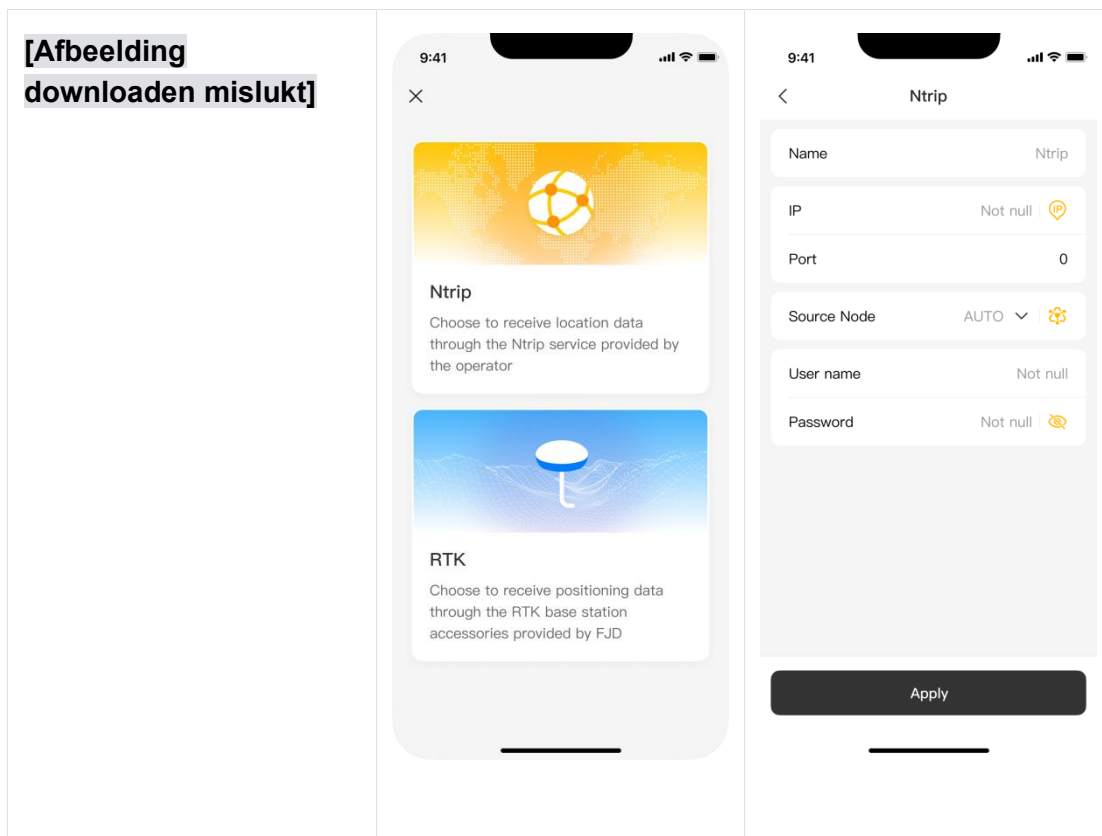 [Afbeelding
downloaden mislukt]
9:41
Ntrip
Choose to receive location data
through the Ntrip service provided by
the operator
RTK
Choose to receive positioning data
through the RTK base station
accessories provided by FJD
9:41
Ntrip
Name Ntrip
IP Not null IP
Port 0
Source Node AUTO
User name Not null
Password Not null
Apply